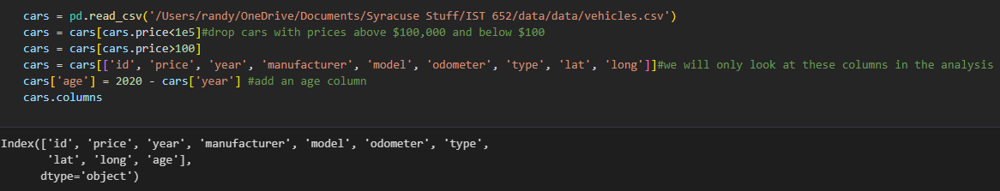 cars = pd.read_csv('/Users/randy/OneDrive/Documents/Syracuse Stuff/IST 652/data/data/vehicles.csv')
cars = cars[cars.price<1e5]#drop cars with prices above $100,000 and below $100
cars = cars[cars.price>100]
cars = cars[['id', 'price', 'year', 'manufacturer', 'model', 'odometer', 'type', 'lat', 'long']]#we will only look at these columns in the analysis
cars['age'] = 2020 - cars['year'] #add an age column
cars.columns
Index(['id', 'price', 'year', 'manufacturer', 'model', 'odometer', 'type',
       'lat', 'long', 'age'],
      dtype='object')